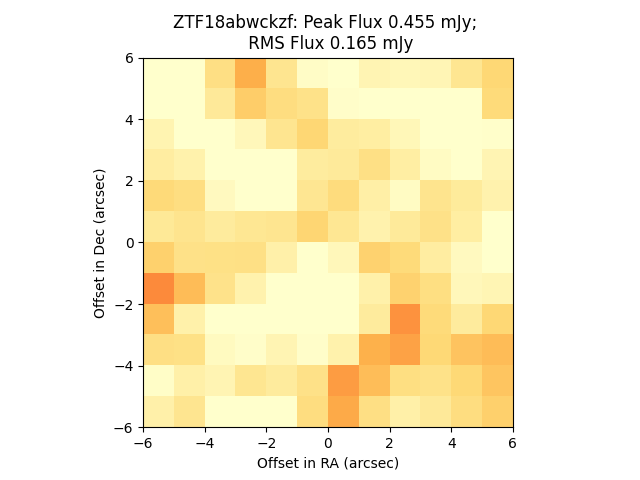 ZTF18abwckzf: Peak Flux 0.455 mJy;
RMS Flux 0.165 mJy
6
4
2
0
−2
−4
−6
Offset in Dec (arcsec)
−6 −4 −2 0 2 4 6
Offset in RA (arcsec)